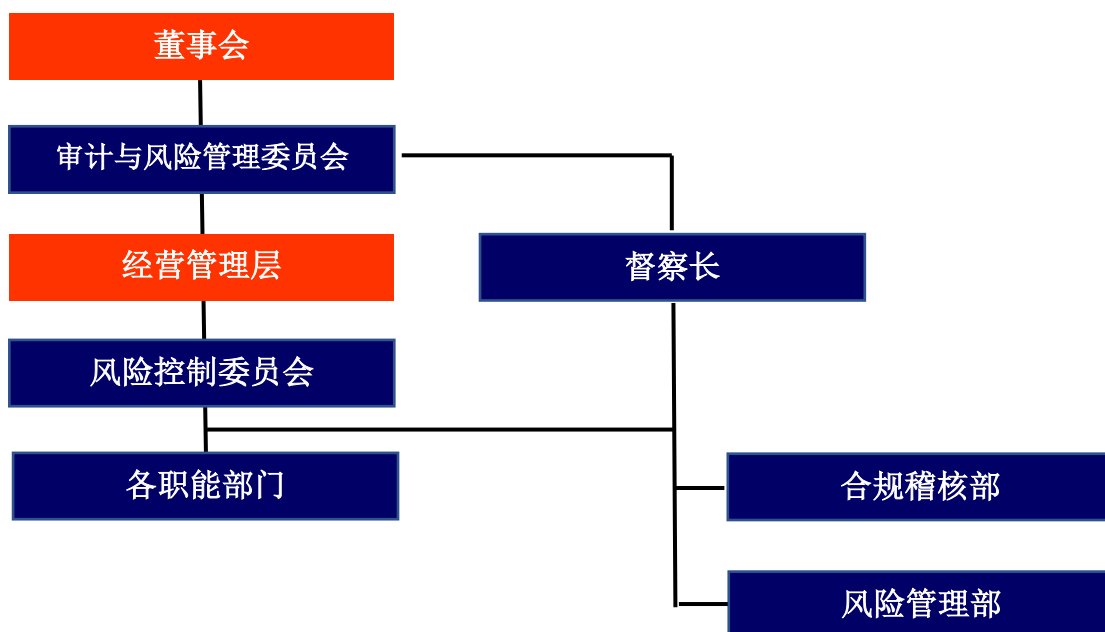 董事会
审计与风险管理委员会
经营管理层
督察长
风险控制委员会
各职能部门
合规稽核部
风险管理部